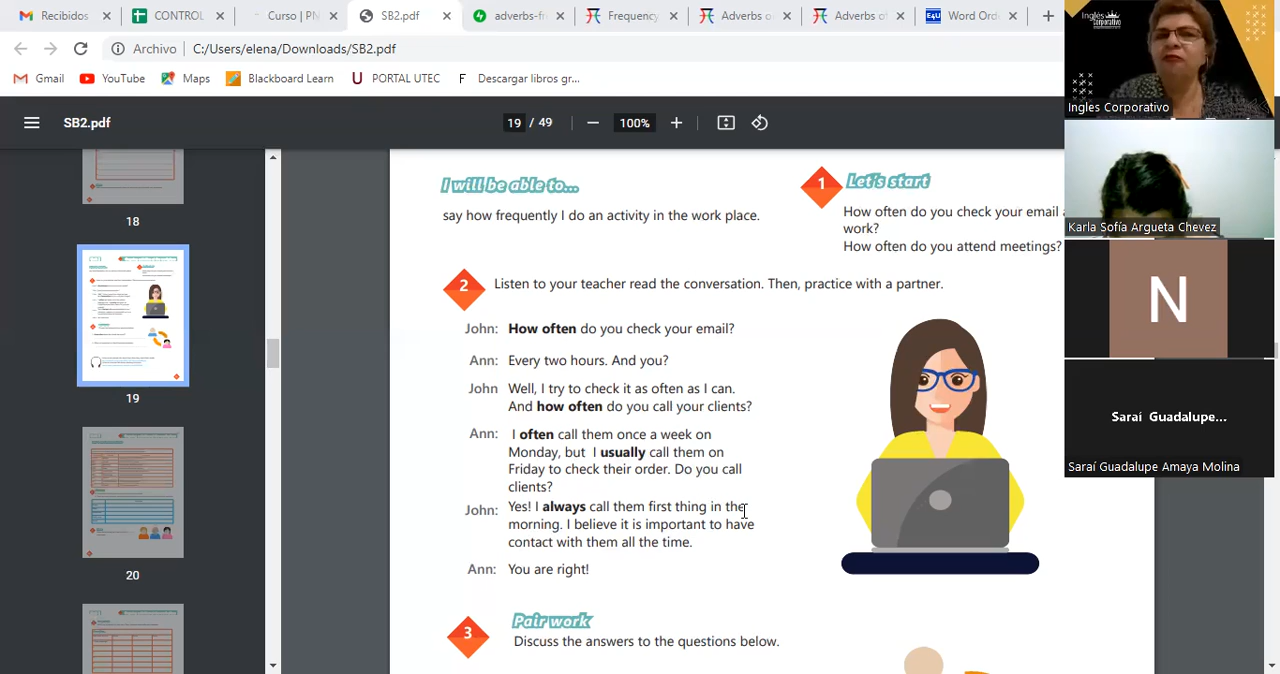 Recibidos
CONTROL
Curso | PN
SB2.pdf
adverbs-fr
Frequency
Adverbs o
Adverbs of
Word Ord
Archivo
C:/Users/elena/Downloads/SB2.pdf
Gmail
YouTube
Maps
Blackboard Learn
PORTAL UTEC
Descargar libros gr...
SB2.pdf
19 / 49
100%
18
19
20
I will be able to...
say how frequently I do an activity in the work place.
1
Let's start
How often do you check your email a
work?
How often do you attend meetings?
2
Listen to your teacher read the conversation. Then, practice with a partner.
John: How often do you check your email?
Ann: Every two hours. And you?
John Well, I try to check it as often as I can.
And how often do you call your clients?
Ann: I often call them once a week on
Monday, but I usually call them on
Friday to check their order. Do you call
clients?
John: Yes! I always call them first thing in the
morning. I believe it is important to have
contact with them all the time.
Ann: You are right!
3
Pair work
Discuss the answers to the questions below.
Inglés
Corporativo
Ingles Corporativo
Karla Sofía Argueta Chevez
N
Saraí Guadalupe...
Saraí Guadalupe Amaya Molina